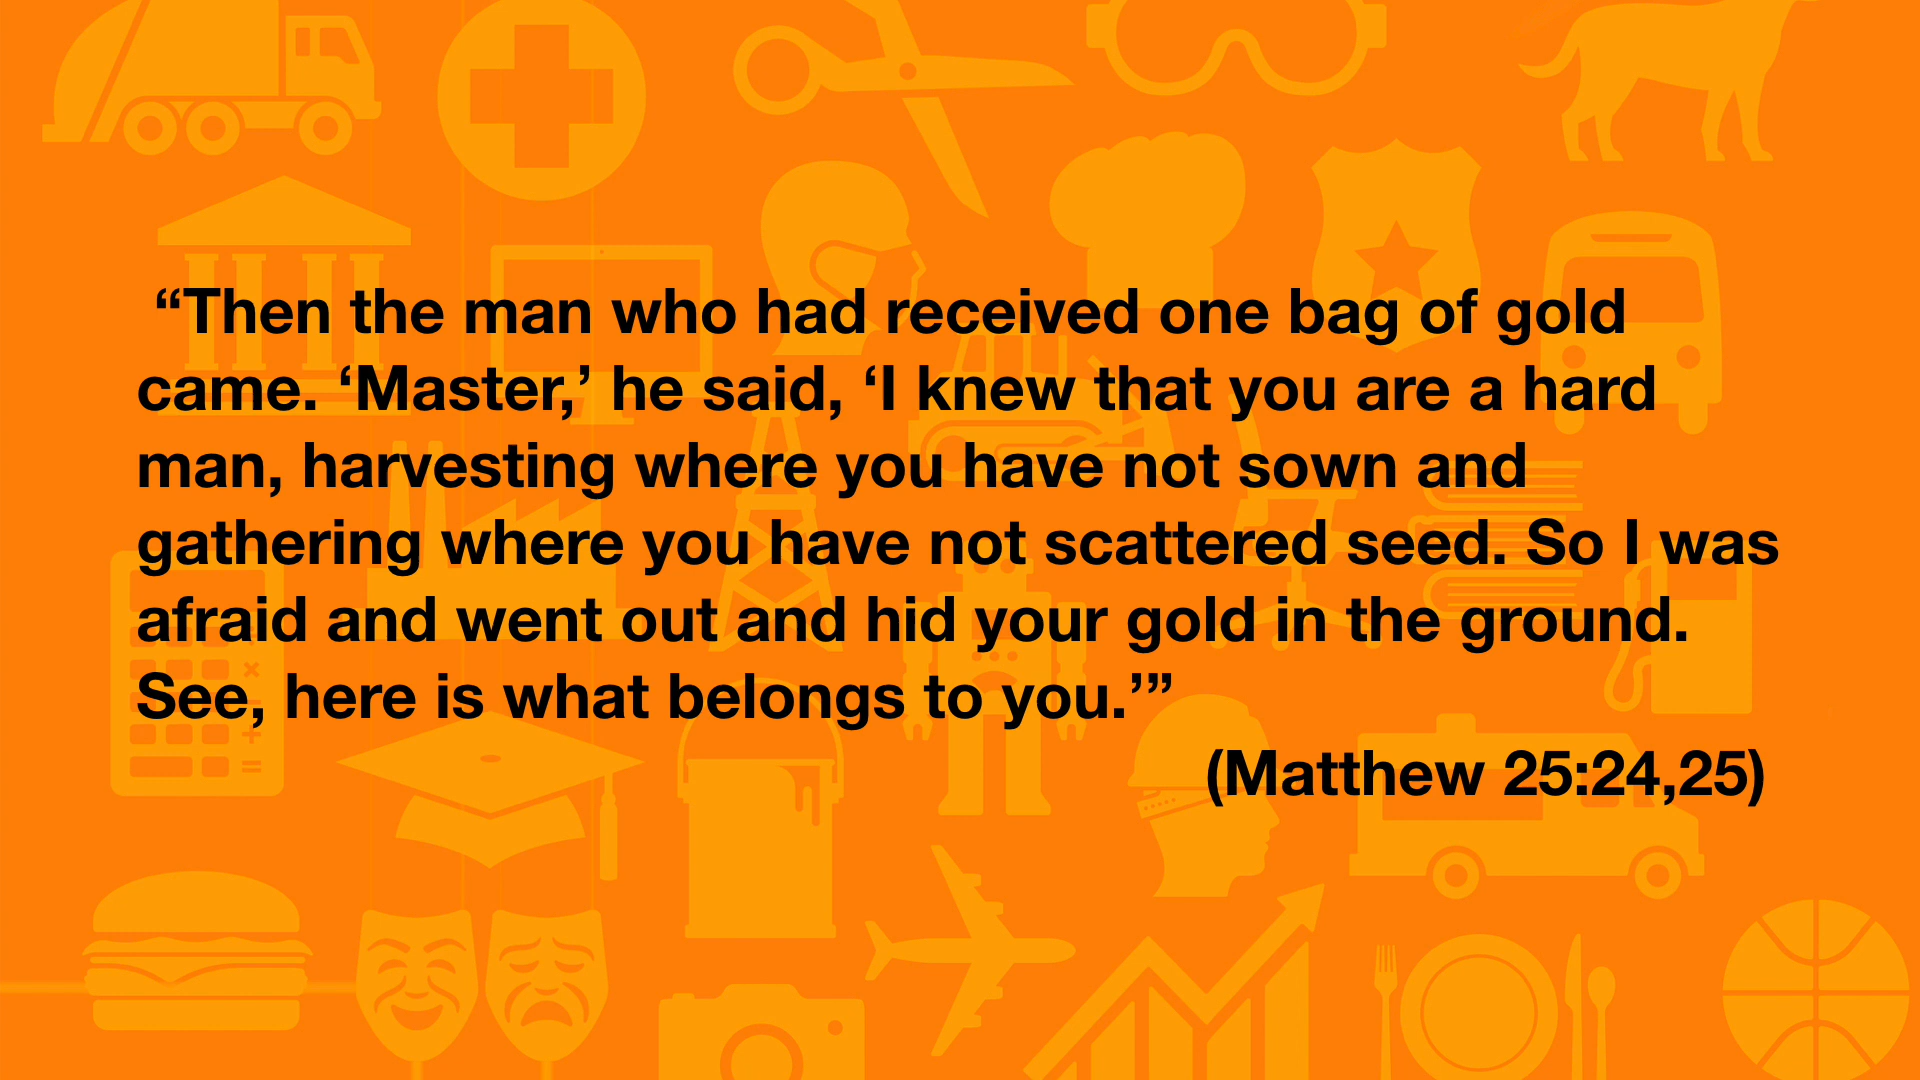 “Then the man who had received one bag of gold
came. ‘Master,’ he said, ‘I knew that you are a hard
man, harvesting where you have not sown and
gathering where you have not scattered seed. So I was
afraid and went out and hid your gold in the ground.
See, here is what belongs to you.’”
(Matthew 25:24,25)